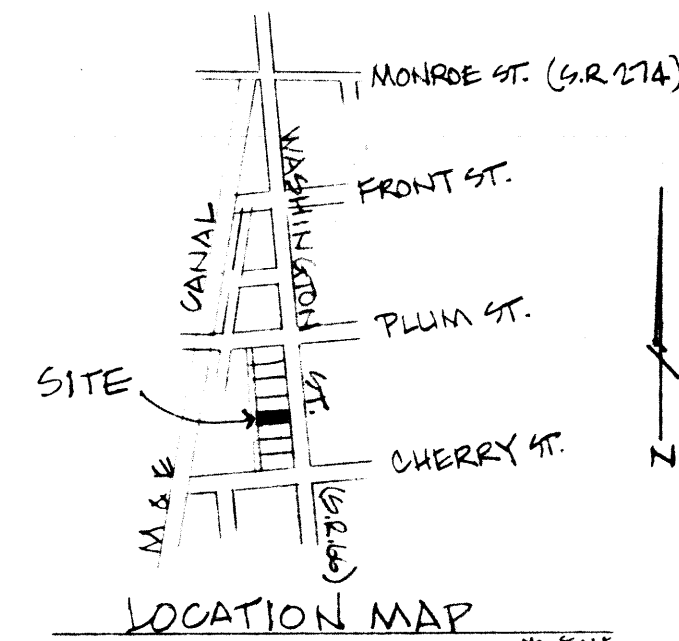 MONROE ST. (S.R 274)
FRONT ST.
WASHINGTON ST. (S.R.66)
M & E CANAL
PLUM ST.
SITE
CHERRY ST.
N
LOCATION MAP